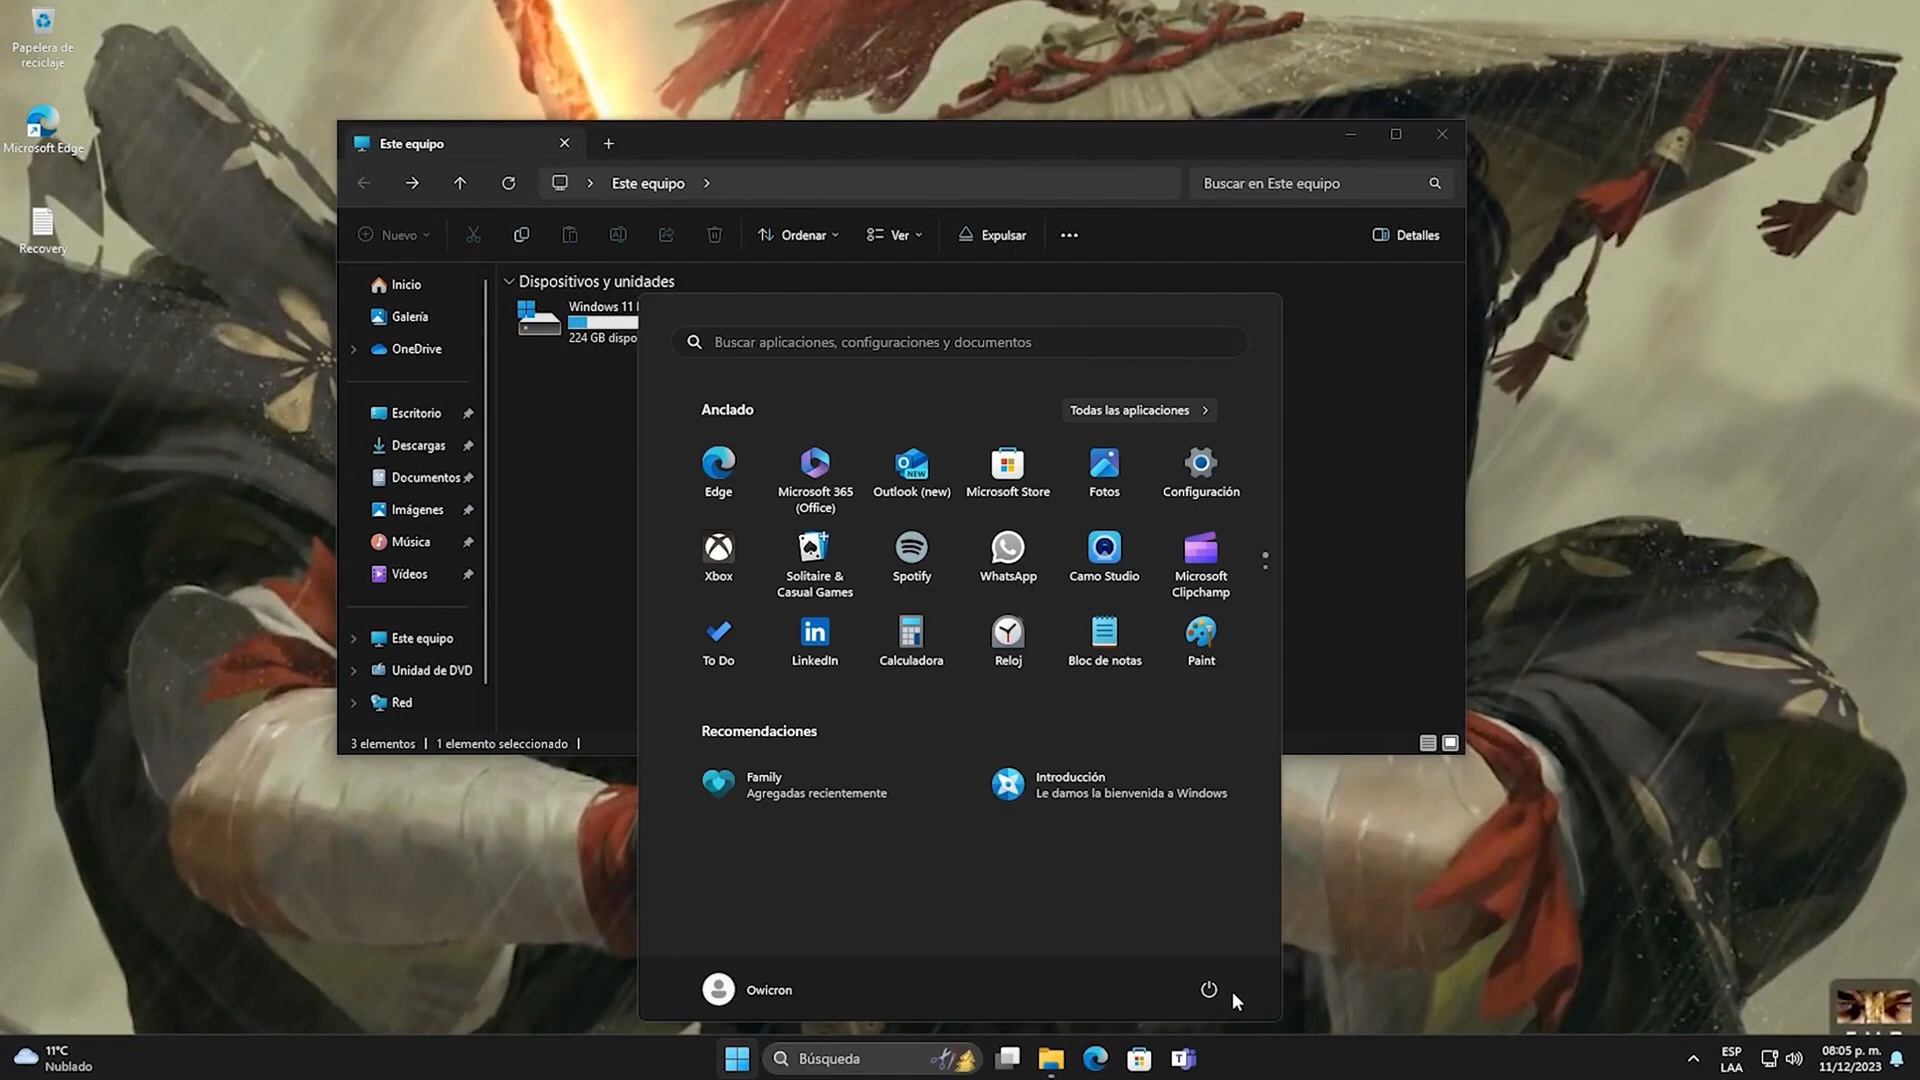 Papelera de
reciclaje
Microsoft Edge
Recovery
Este equipo
Este equipo
Buscar en Este equipo
Nuevo
Ordenar
Ver
Expulsar
Detalles
Inicio
Galería
OneDrive
Escritorio
Descargas
Documentos
Imágenes
Música
Vídeos
Este equipo
Unidad de DVD
Red
3 elementos
1 elemento seleccionado
Dispositivos y unidades
Windows 11
224 GB dispo
Buscar aplicaciones, configuraciones y documentos
Anclado
Todas las aplicaciones
Edge
Microsoft 365
(Office)
NEW
Outlook (new)
Microsoft Store
Fotos
Configuración
Xbox
Solitaire &
Casual Games
Spotify
WhatsApp
Camo Studio
Microsoft
Clipchamp
To Do
LinkedIn
Calculadora
Reloj
Bloc de notas
Paint
Recomendaciones
Family
Agregadas recientemente
Introducción
Le damos la bienvenida a Windows
Owicron
11°C
Nublado
Búsqueda
ESP
LAA
08:05 p. m.
11/12/2023